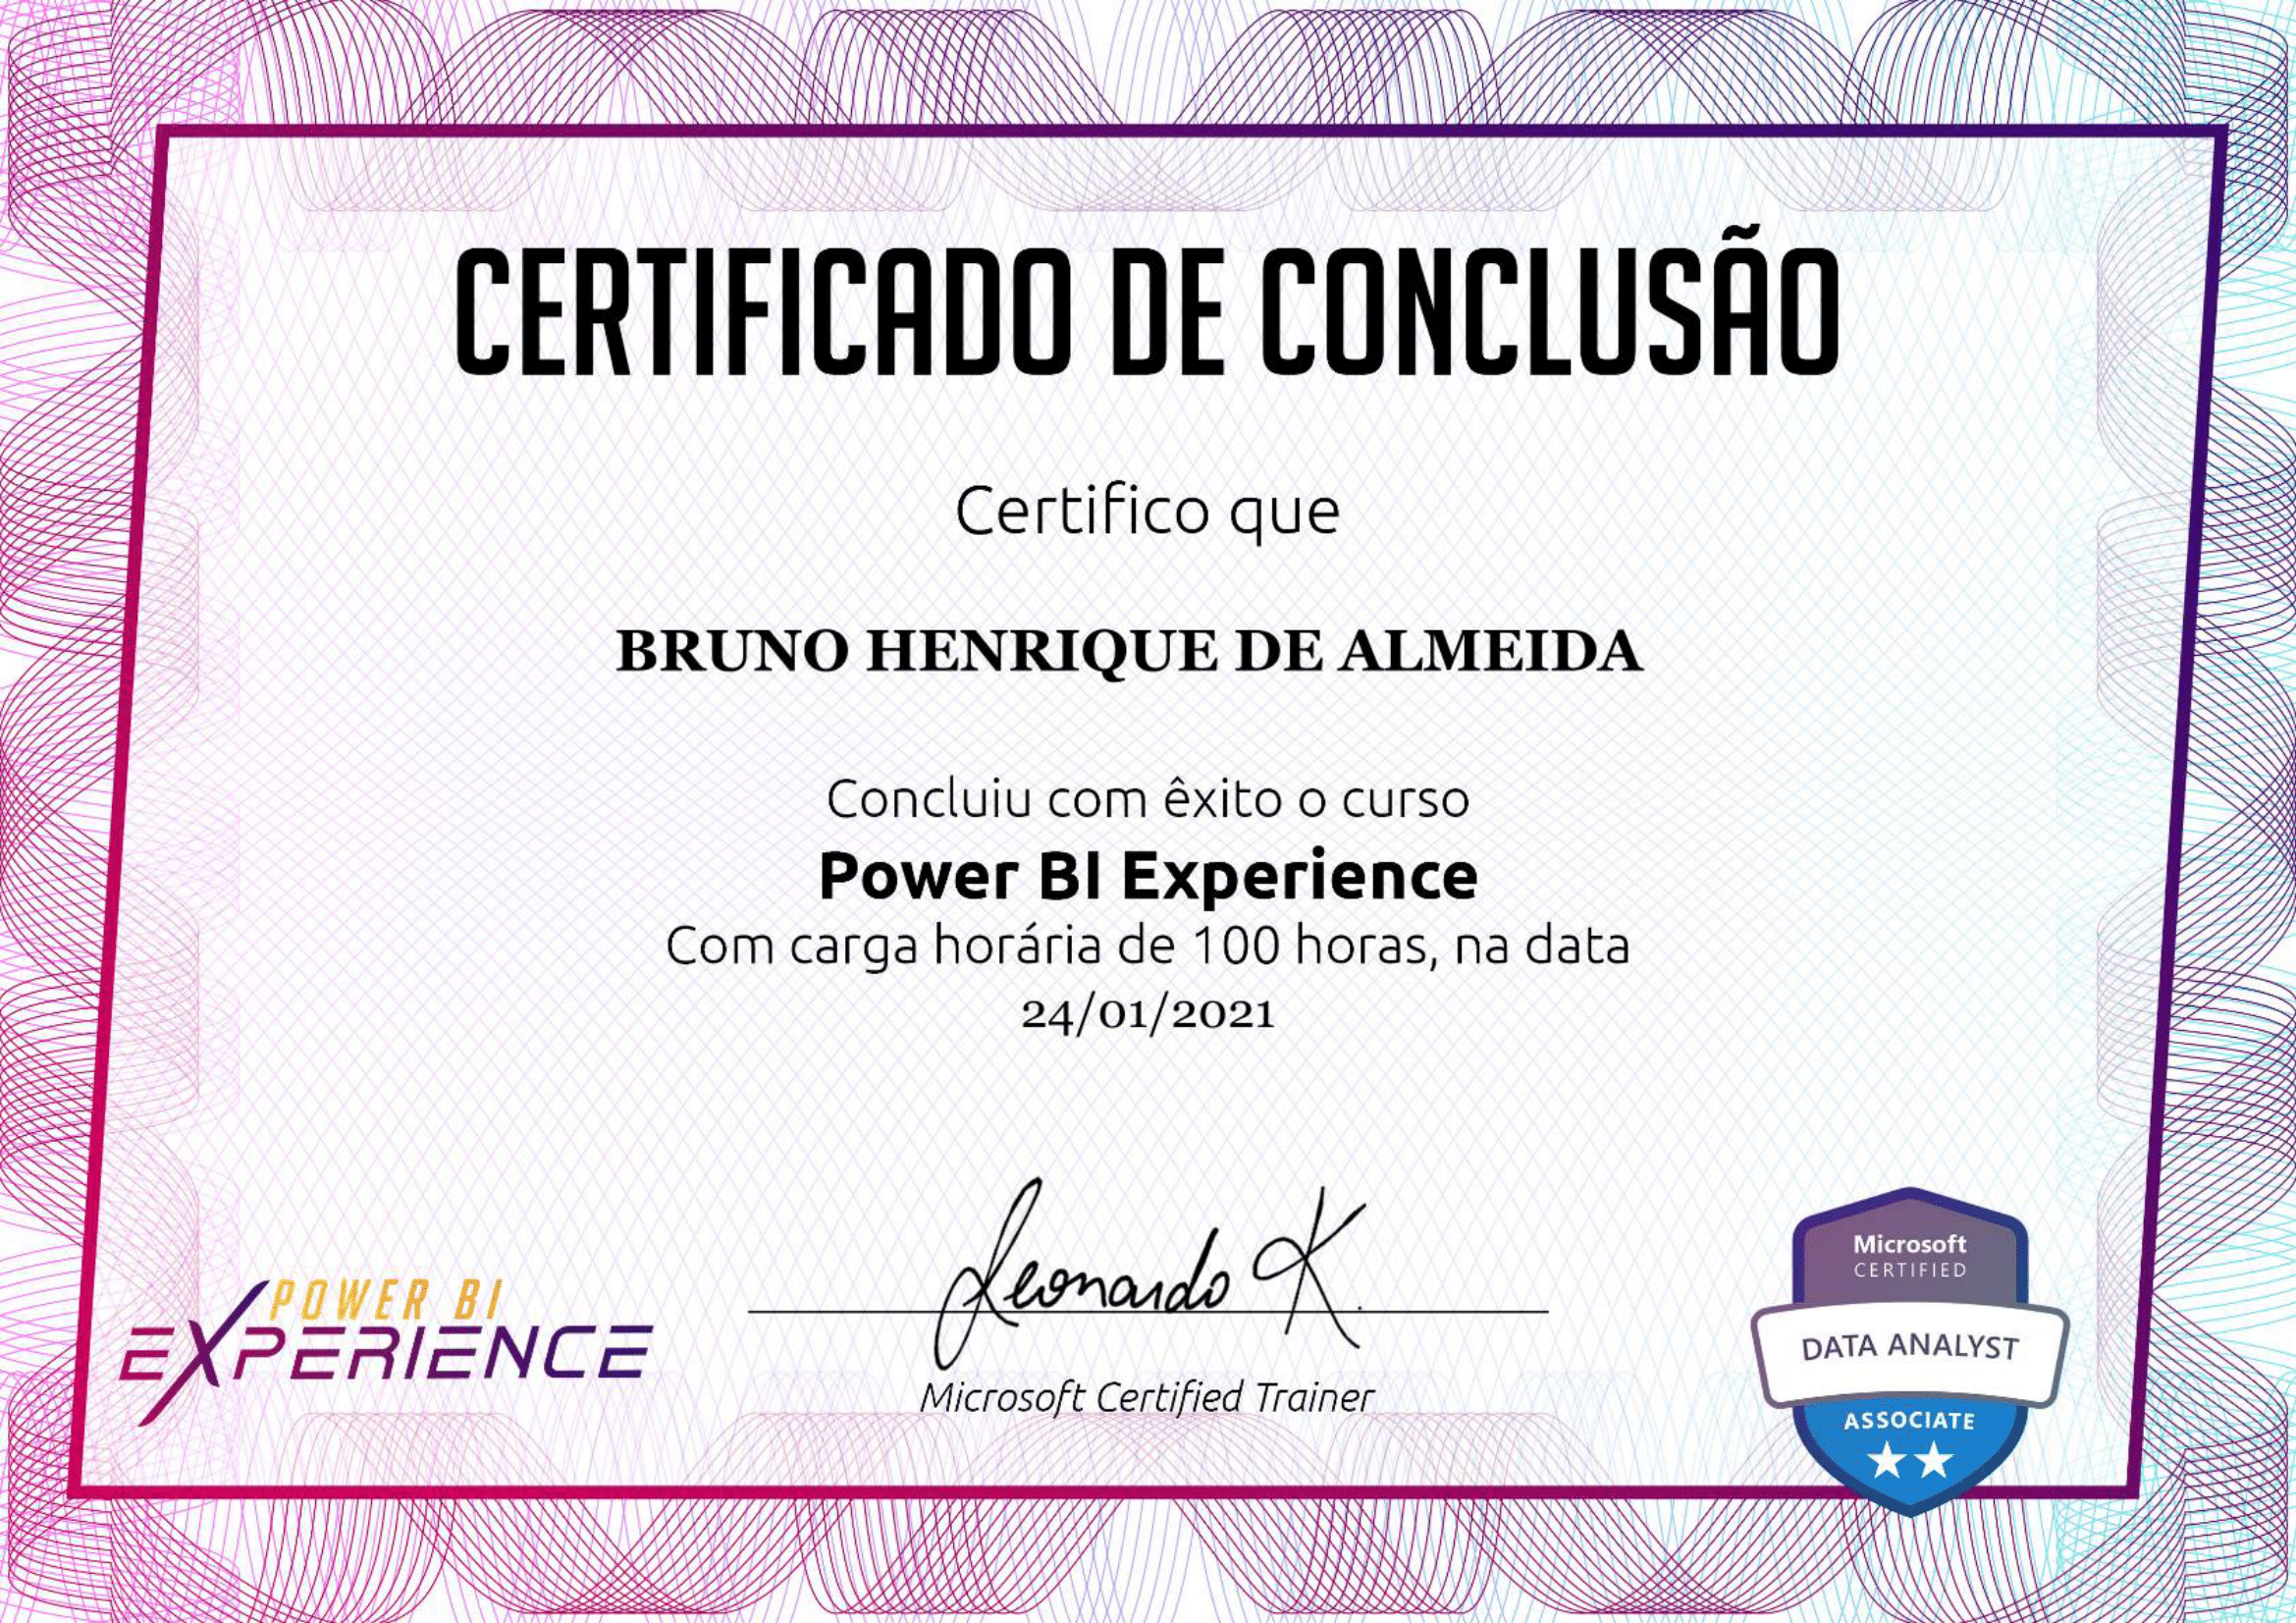 CERTIFICADO DE CONCLUSÃO
Certifico que
BRUNO HENRIQUE DE ALMEIDA
Concluiu com êxito o curso
Power BI Experience
Com carga horária de 100 horas, na data
24/01/2021
Leonardo K.
Microsoft Certified Trainer
POWER BI
EXPERIENCE
Microsoft
CERTIFIED
DATA ANALYST
ASSOCIATE